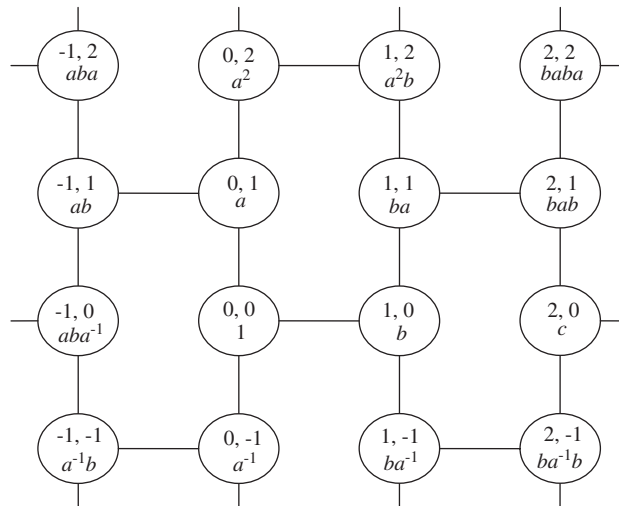 -1, 2
aba
0, 2
a²
1, 2
a²b
2, 2
baba
-1, 1
ab
0, 1
a
1, 1
ba
2, 1
bab
-1, 0
aba⁻¹
0, 0
1
1, 0
b
2, 0
c
-1, -1
a⁻¹b
0, -1
a⁻¹
1, -1
ba⁻¹
2, -1
ba⁻¹b